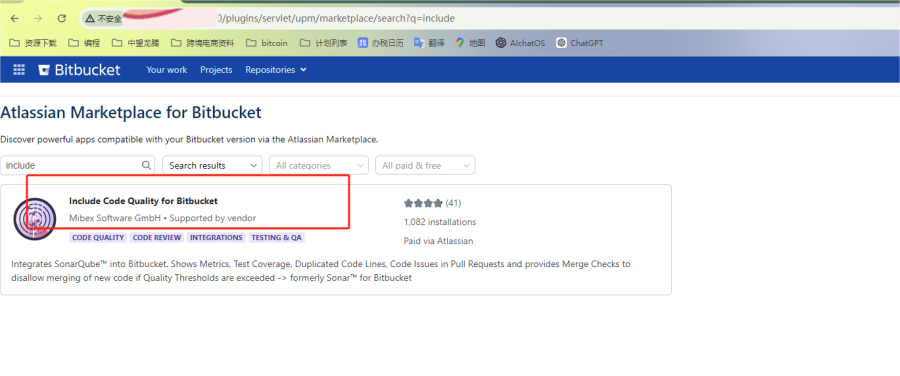 不安全 0/plugins/servlet/upm/marketplace/search?q=include
资源下载 编程 中望龙腾 跨境电商资料 bitcoin 计划列表 办税日历 翻译 地图 AIchatOS ChatGPT
Bitbucket Your work Projects Repositories
Atlassian Marketplace for Bitbucket
Discover powerful apps compatible with your Bitbucket version via the Atlassian Marketplace.
include Search results All categories All paid & free
Include Code Quality for Bitbucket (41)
Mibex Software GmbH • Supported by vendor 1,082 installations
CODE QUALITY CODE REVIEW INTEGRATIONS TESTING & QA Paid via Atlassian
Integrates SonarQube™ into Bitbucket. Shows Metrics, Test Coverage, Duplicated Code Lines, Code Issues in Pull Requests and provides Merge Checks to
disallow merging of new code if Quality Thresholds are exceeded -> formerly Sonar™ for Bitbucket